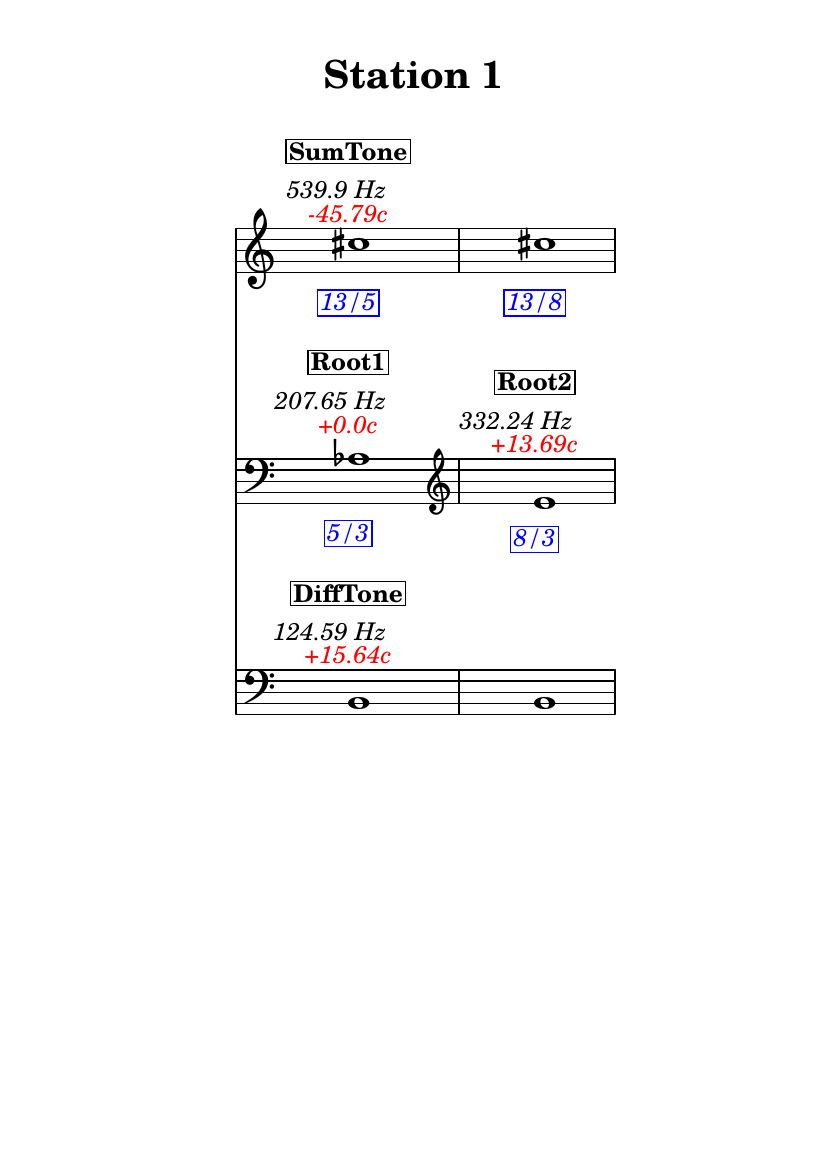 Station 1
SumTone
539.9 Hz
-45.79c
13/5
13/8
Root1
207.65 Hz
+0.0c
Root2
332.24 Hz
+13.69c
5/3
8/3
DiffTone
124.59 Hz
+15.64c